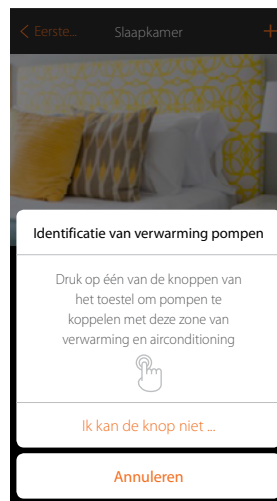 Eerste...
Slaapkamer
Identificatie van verwarming pompen
Druk op één van de knoppen van
het toestel om pompen te
koppelen met deze zone van
verwarming en airconditioning
Ik kan de knop niet ...
Annuleren